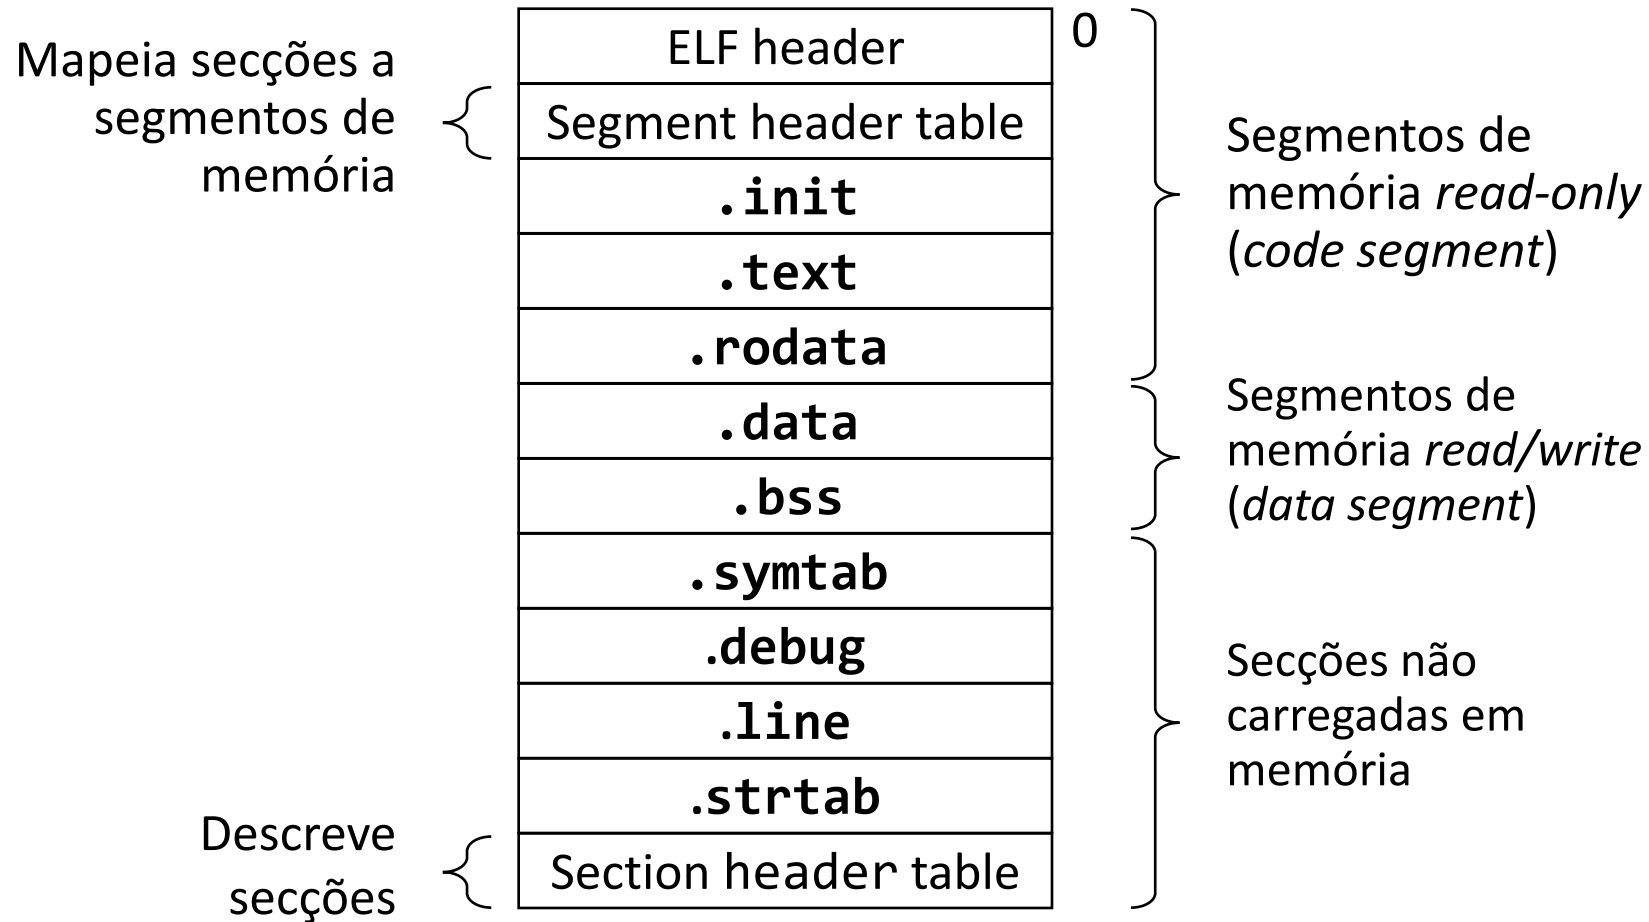 Mapeia secções a
segmentos de
memória
ELF header
0
Segment header table
.init
.text
.rodata
.data
.bss
.symtab
.debug
.line
.strtab
Section header table
Segmentos de
memória read-only
(code segment)
Segmentos de
memória read/write
(data segment)
Secções não
carregadas em
memória
Descreve
secções